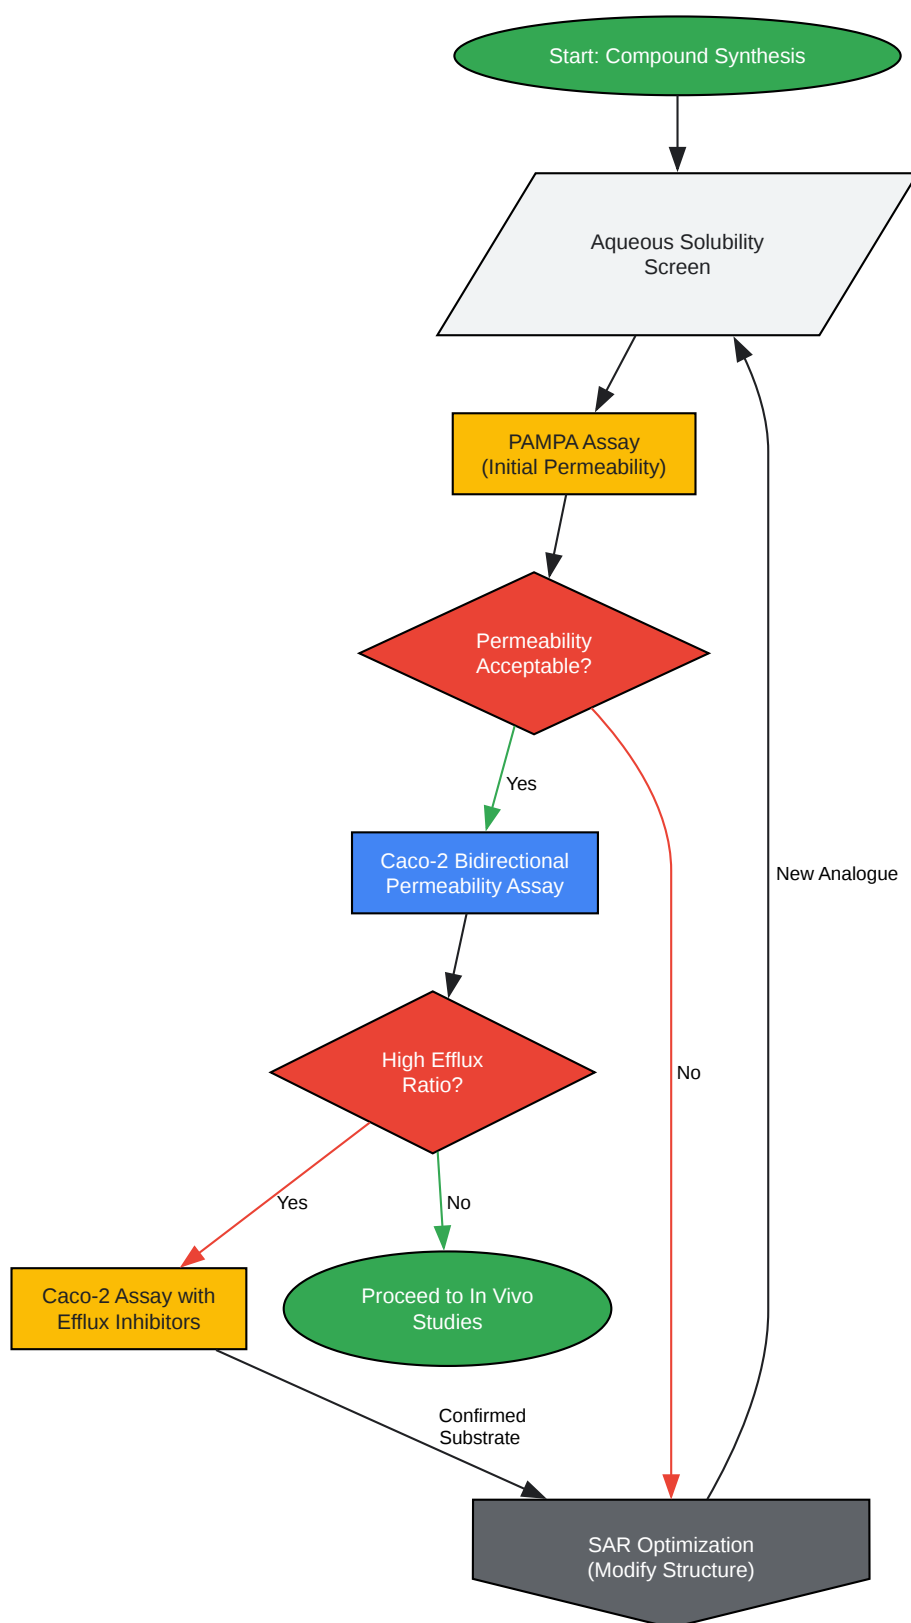 Start: Compound Synthesis
Aqueous Solubility
Screen
PAMPA Assay
(Initial Permeability)
Permeability
Acceptable?
Yes
Caco-2 Bidirectional
Permeability Assay
New Analogue
High Efflux
Ratio?
No
Yes
No
Caco-2 Assay with
Efflux Inhibitors
Proceed to In Vivo
Studies
Confirmed
Substrate
SAR Optimization
(Modify Structure)